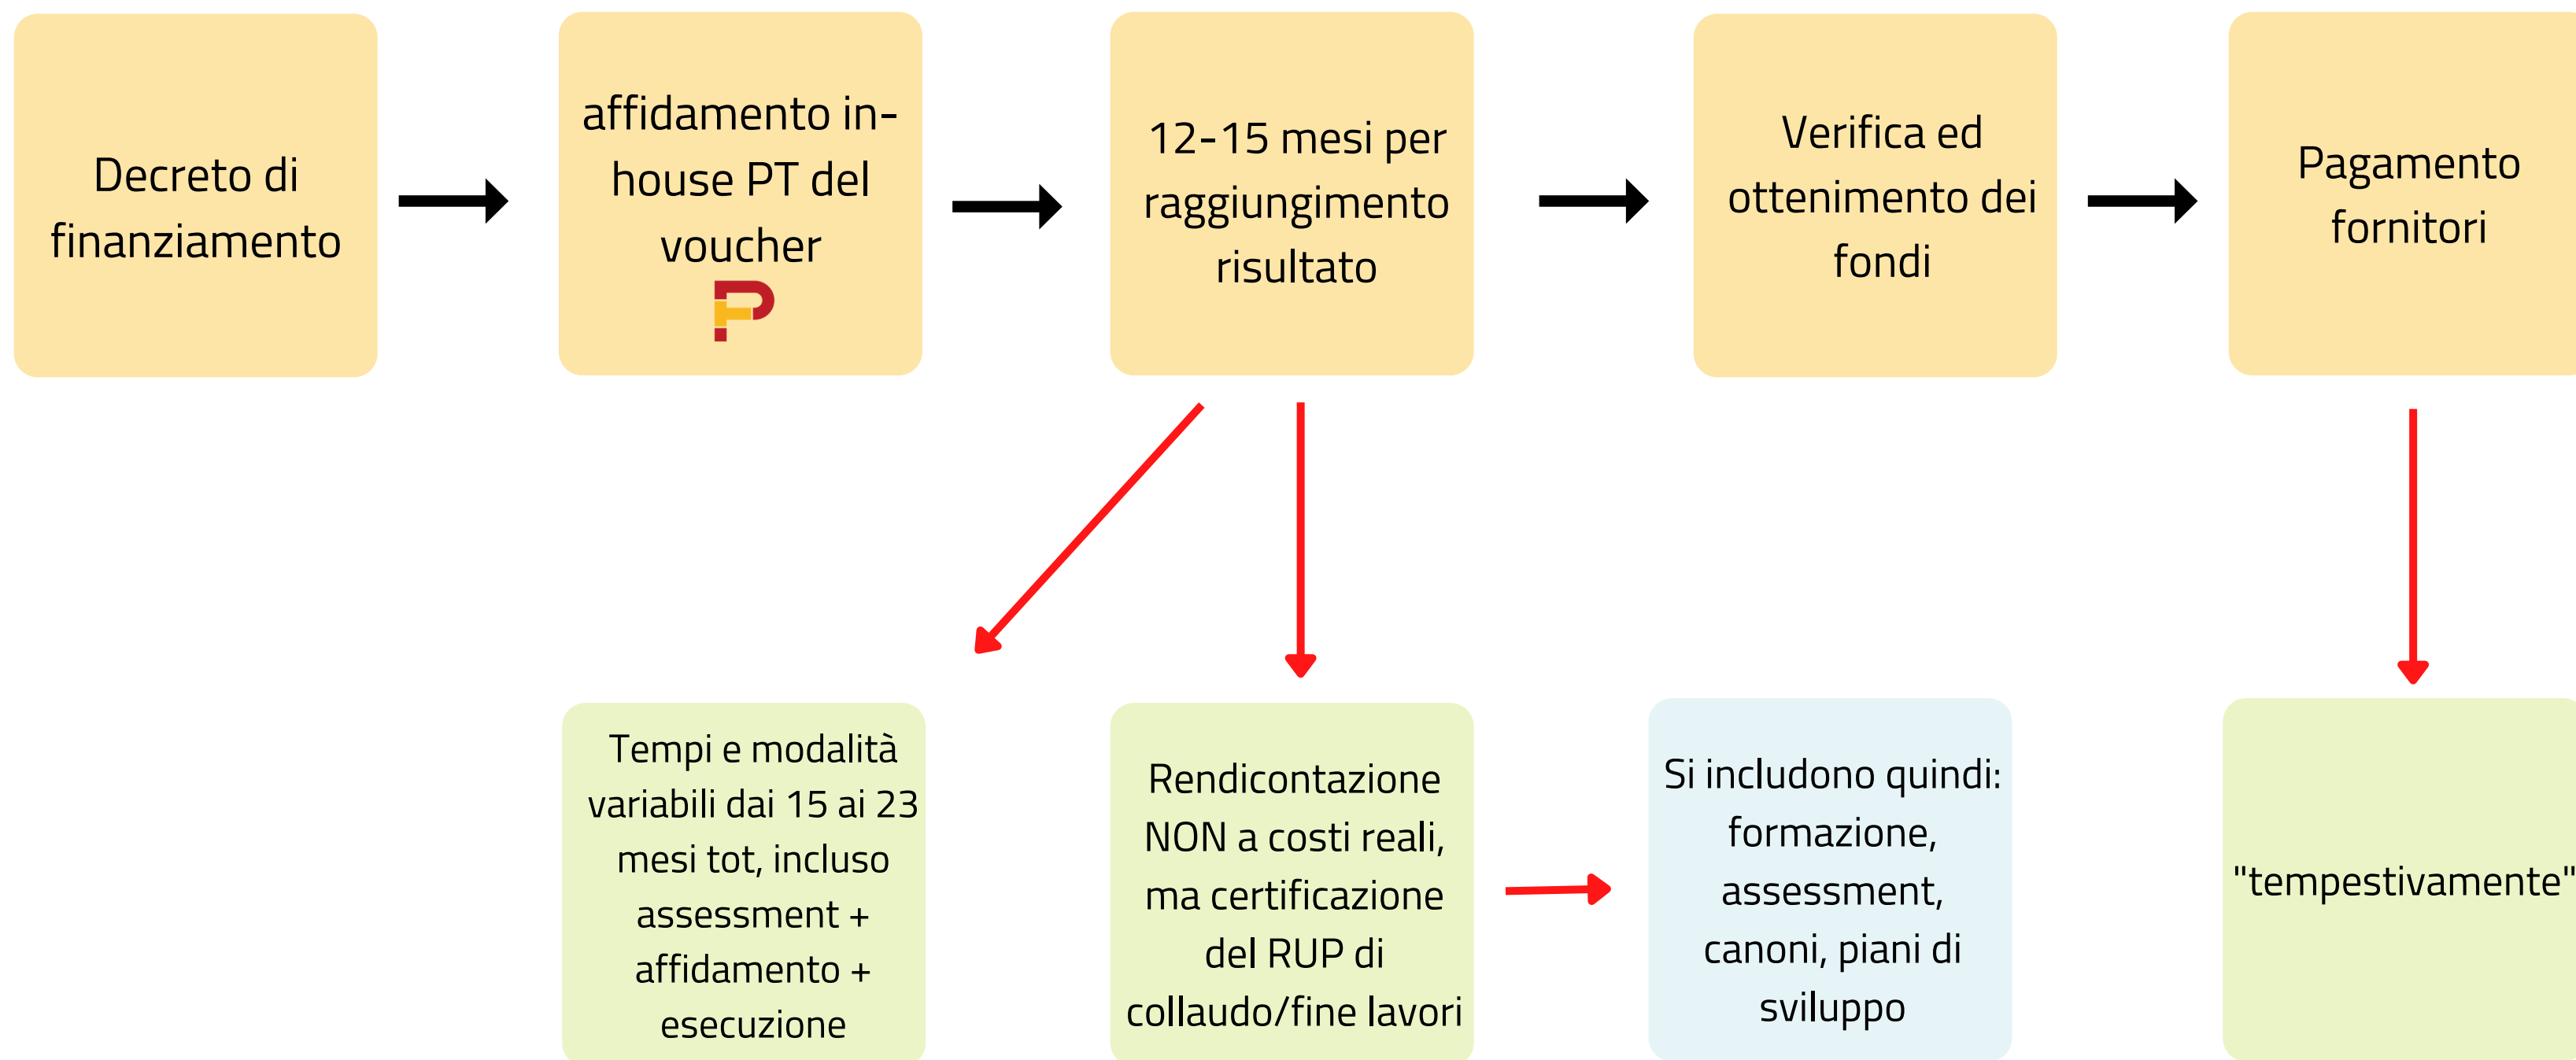 Decreto di
finanziamento
affidamento in-
house PT del
voucher
12-15 mesi per
raggiungimento
risultato
Verifica ed
ottenimento dei
fondi
Pagamento
fornitori
Tempi e modalità
variabili dai 15 ai 23
mesi tot, incluso
assessment +
affidamento +
esecuzione
Rendicontazione
NON a costi reali,
ma certificazione
del RUP di
collaudo/fine lavori
Si includono quindi:
formazione,
assessment,
canoni, piani di
sviluppo
"tempestivamente"